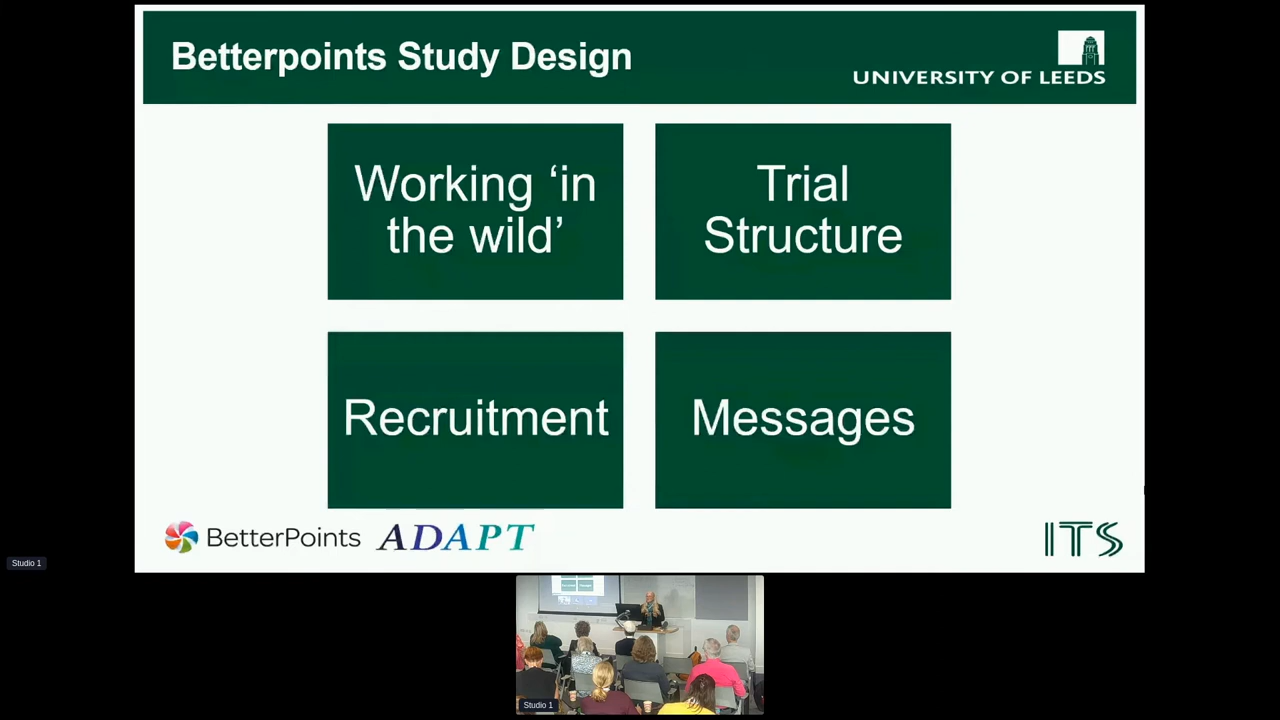 Betterpoints Study Design
UNIVERSITY OF LEEDS
Working ‘in
the wild’
Trial
Structure
Recruitment
Messages
BetterPoints
ADAPT
ITS
Studio 1
Studio 1